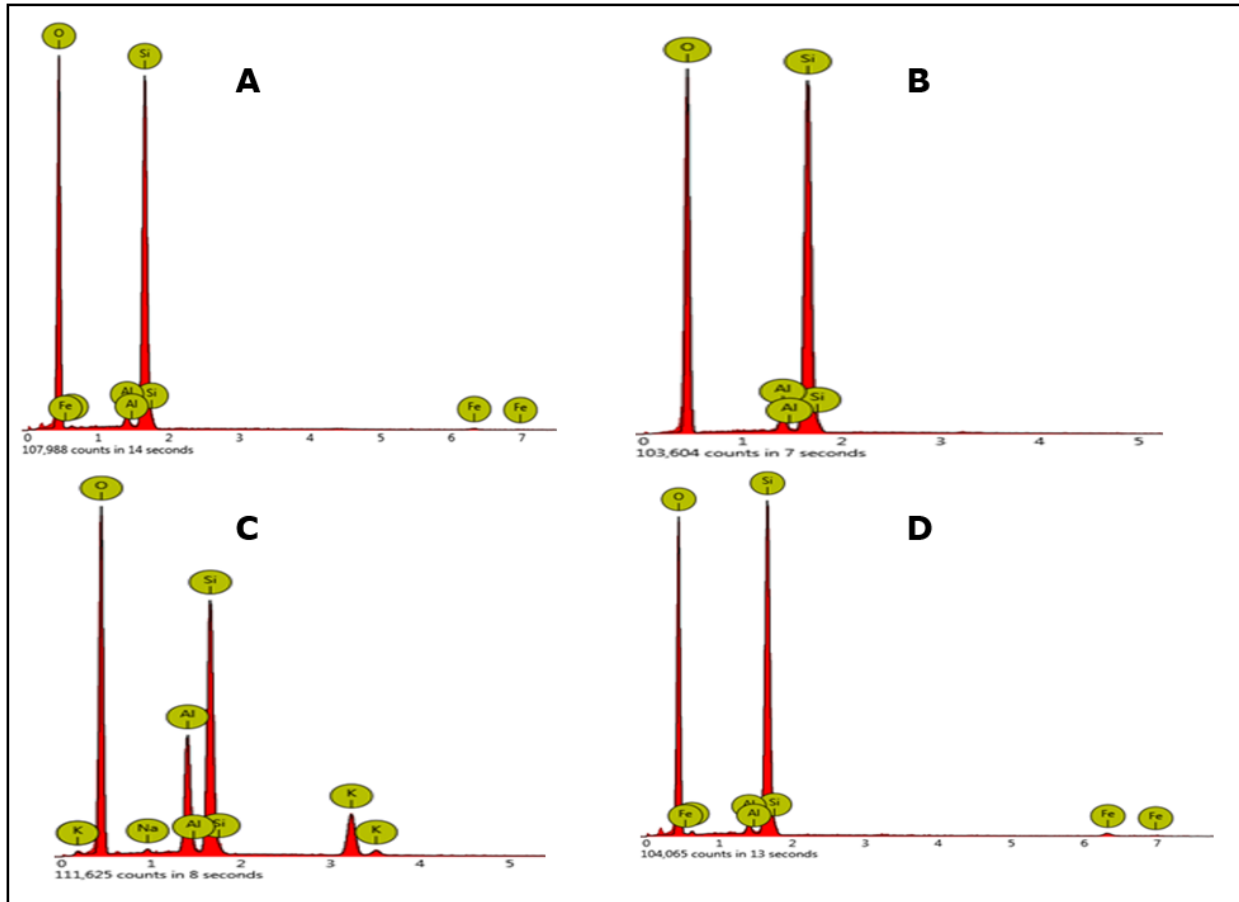 O
Si
A
Al
Si
Fe
Al
Fe
Fe
0 1 2 3 4 5 6 7
107,988 counts in 14 seconds
O
Si
B
Al
Al
Si
0 1 2 3 4 5
103,604 counts in 7 seconds
O
C
Si
Al
K
K
Na
Al
Si
K
0 1 2 3 4 5
111,625 counts in 8 seconds
Si
O
D
Al
Si
Fe
Al
Fe
Fe
0 1 2 3 4 5 6 7
104,065 counts in 13 seconds